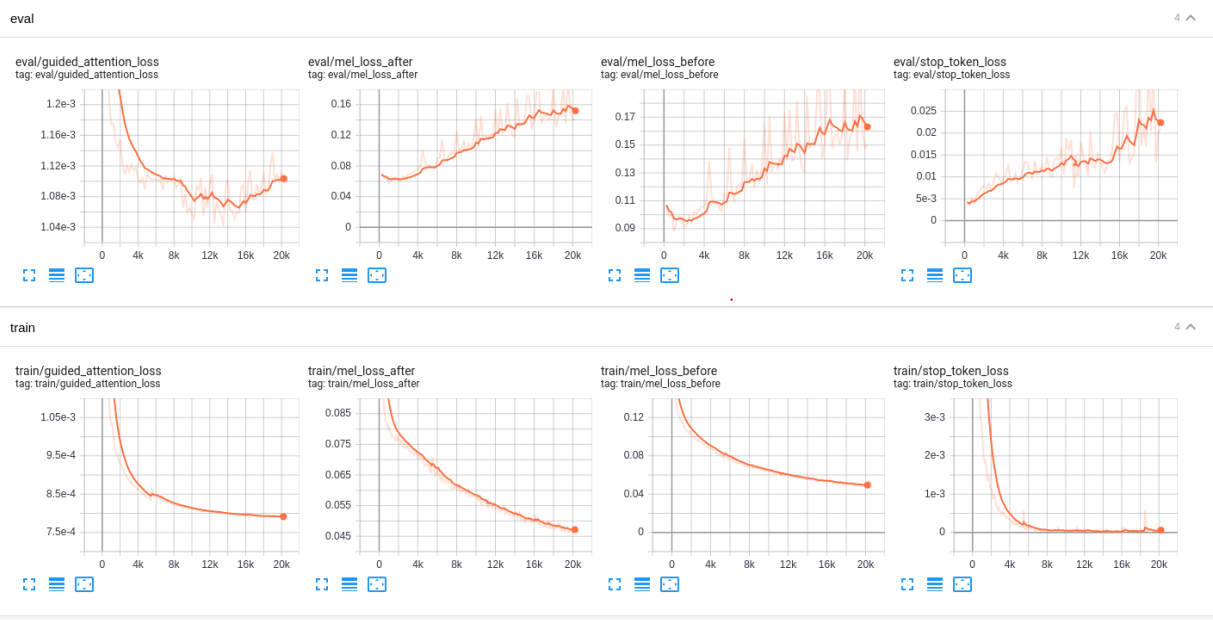 eval
4
eval/guided_attention_loss
tag: eval/guided_attention_loss
1.2e-3
1.16e-3
1.12e-3
1.08e-3
1.04e-3
0 4k 8k 12k 16k 20k
eval/mel_loss_after
tag: eval/mel_loss_after
0.16
0.12
0.08
0.04
0
0 4k 8k 12k 16k 20k
eval/mel_loss_before
tag: eval/mel_loss_before
0.17
0.15
0.13
0.11
0.09
0 4k 8k 12k 16k 20k
eval/stop_token_loss
tag: eval/stop_token_loss
0.025
0.02
0.015
0.01
5e-3
0
0 4k 8k 12k 16k 20k
train
4
train/guided_attention_loss
tag: train/guided_attention_loss
1.05e-3
9.5e-4
8.5e-4
7.5e-4
0 4k 8k 12k 16k 20k
train/mel_loss_after
tag: train/mel_loss_after
0.085
0.075
0.065
0.055
0.045
0 4k 8k 12k 16k 20k
train/mel_loss_before
tag: train/mel_loss_before
0.12
0.08
0.04
0
0 4k 8k 12k 16k 20k
train/stop_token_loss
tag: train/stop_token_loss
3e-3
2e-3
1e-3
0
0 4k 8k 12k 16k 20k